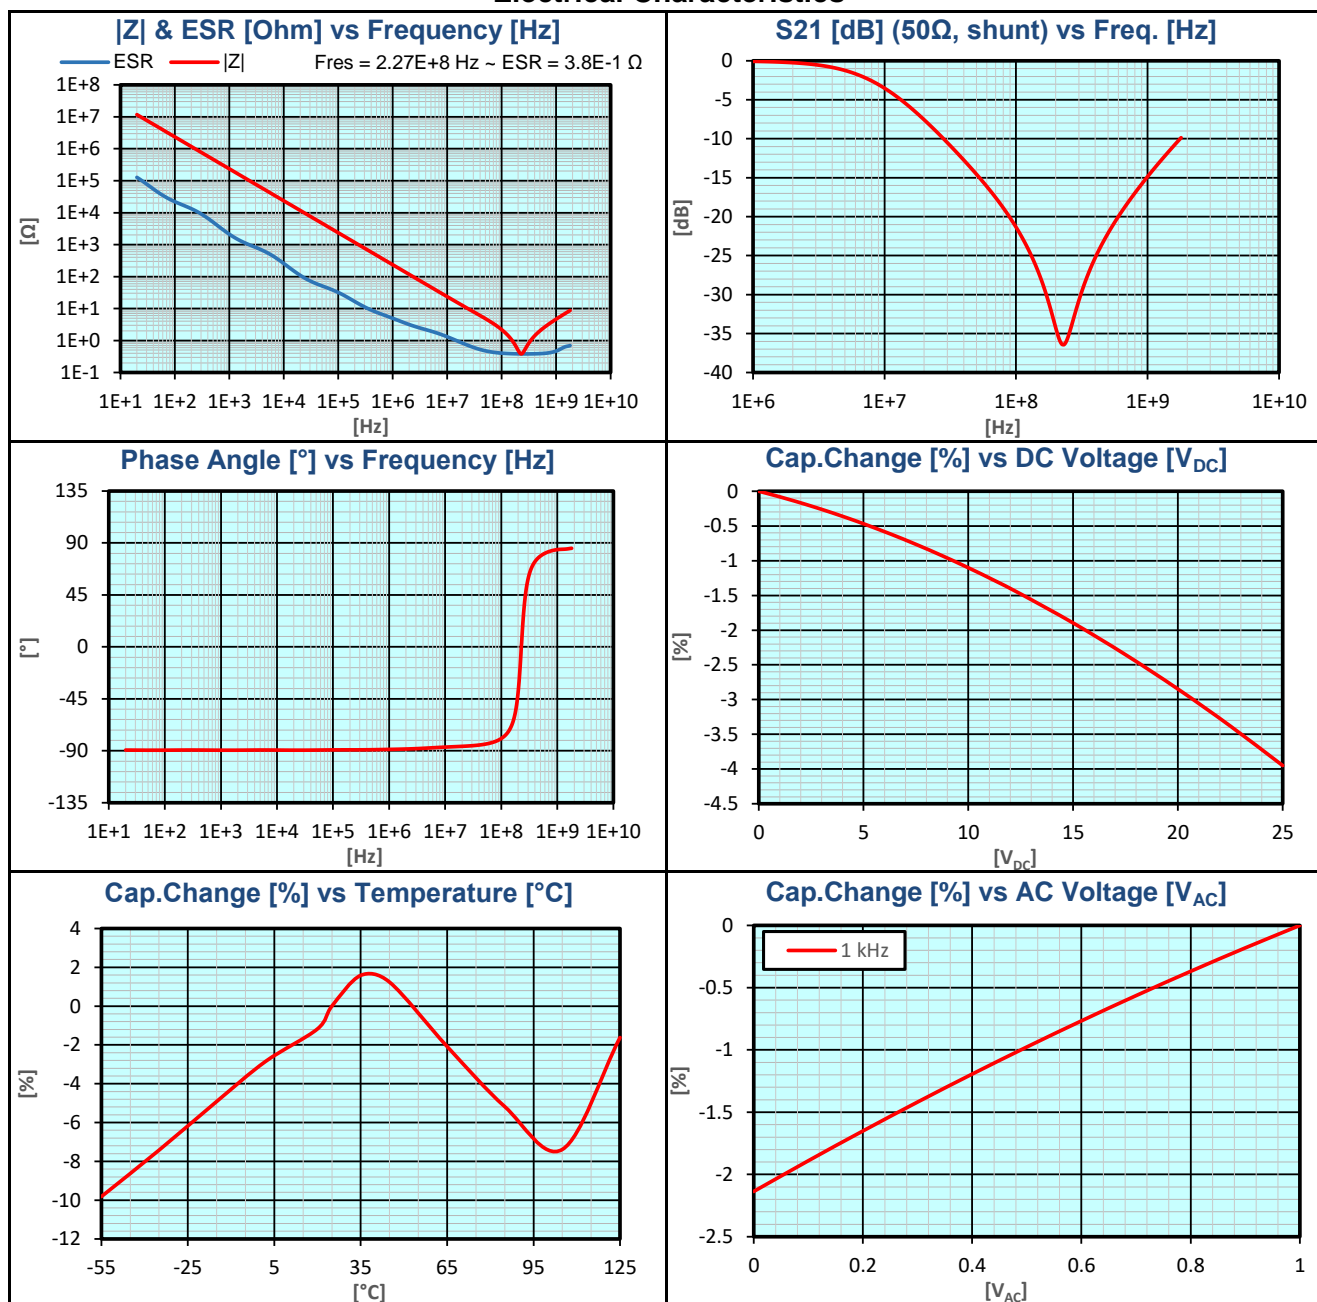 |Z| & ESR [Ohm] vs Frequency [Hz]
ESR |Z| Fres = 2.27E+8 Hz ~ ESR = 3.8E-1 Ω
1E+8
1E+7
1E+6
1E+5
1E+4
1E+3
1E+2
1E+1
1E+0
1E-1
[Ω]
1E+1 1E+2 1E+3 1E+4 1E+5 1E+6 1E+7 1E+8 1E+9 1E+10
[Hz]
S21 [dB] (50Ω, shunt) vs Freq. [Hz]
0
-5
-10
-15
-20
-25
-30
-35
-40
[dB]
1E+6 1E+7 1E+8 1E+9 1E+10
[Hz]
Phase Angle [°] vs Frequency [Hz]
135
90
45
0
-45
-90
-135
[°]
1E+1 1E+2 1E+3 1E+4 1E+5 1E+6 1E+7 1E+8 1E+9 1E+10
[Hz]
Cap.Change [%] vs DC Voltage [VDC]
0
-0.5
-1
-1.5
-2
-2.5
-3
-3.5
-4
-4.5
[%]
0 5 10 15 20 25
[VDC]
Cap.Change [%] vs Temperature [°C]
4
2
0
-2
-4
-6
-8
-10
-12
[%]
-55 -25 5 35 65 95 125
[°C]
Cap.Change [%] vs AC Voltage [VAC]
1 kHz
0
-0.5
-1
-1.5
-2
-2.5
[%]
0 0.2 0.4 0.6 0.8 1
[VAC]